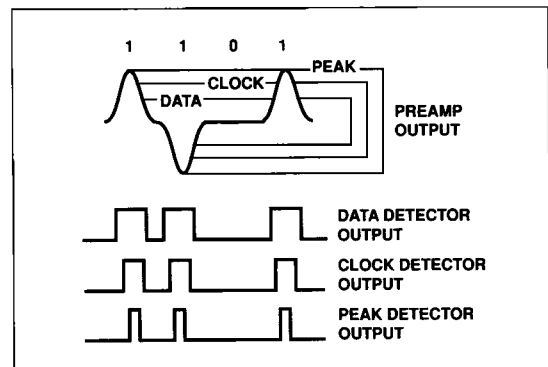 1 1 0 1
PEAK
CLOCK
DATA
PREAMP
OUTPUT
DATA DETECTOR
OUTPUT
CLOCK DETECTOR
OUTPUT
PEAK DETECTOR
OUTPUT